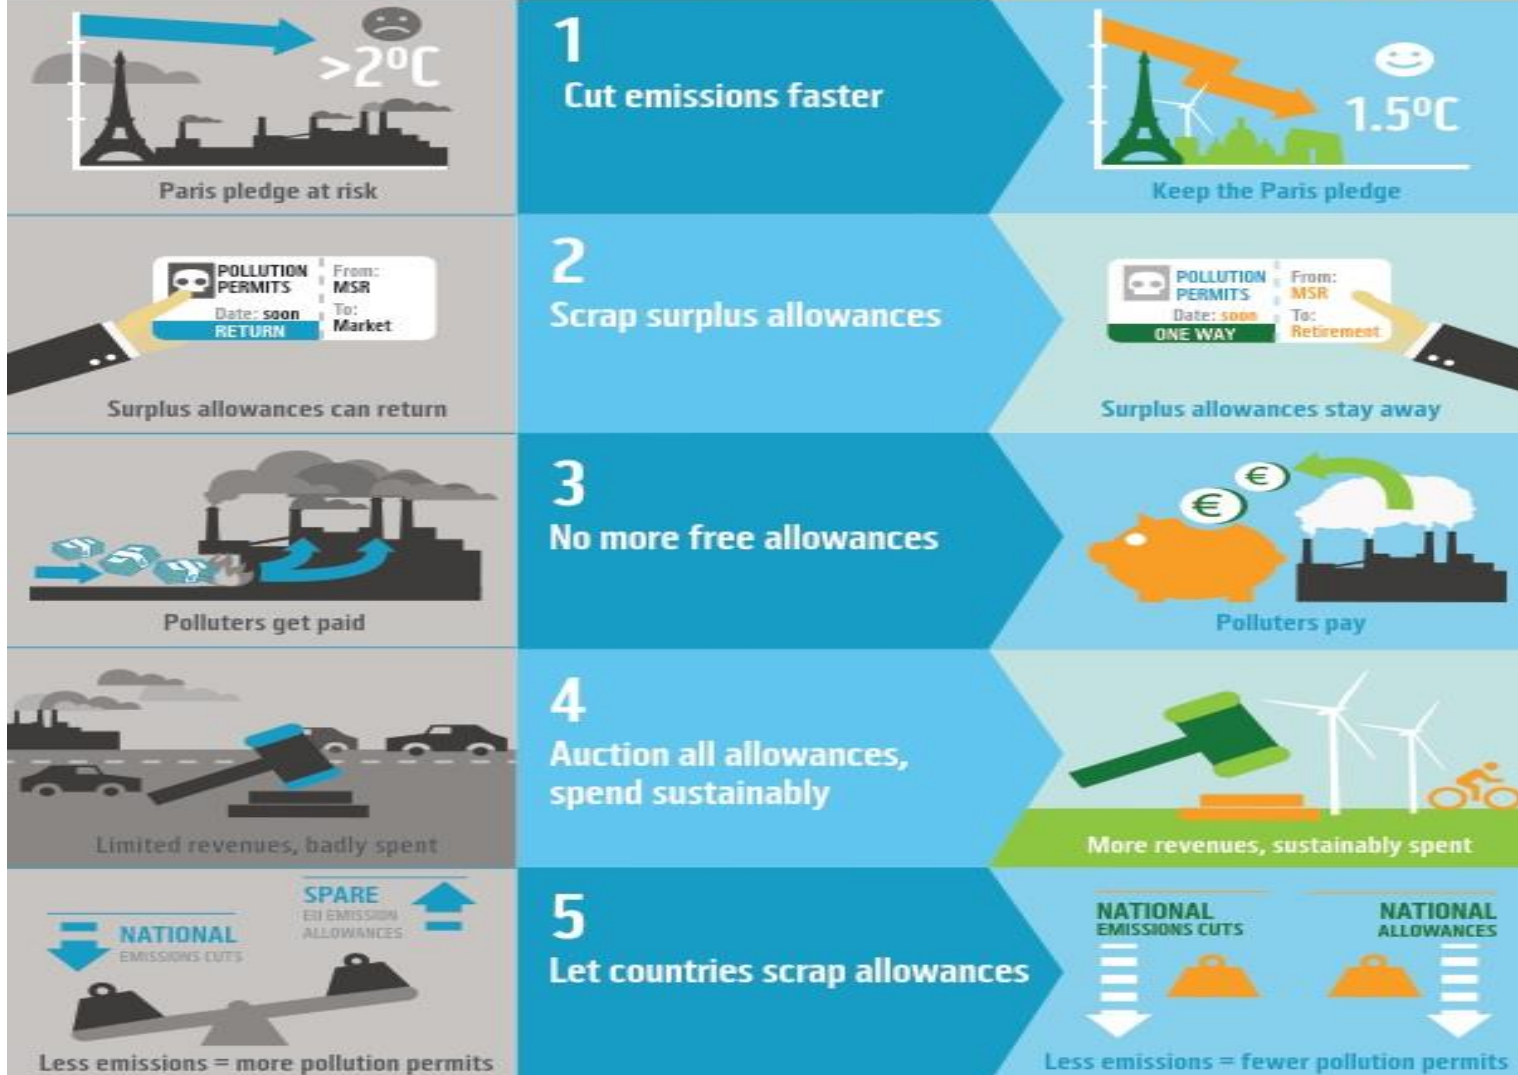 >2ºC
Paris pledge at risk
1
Cut emissions faster
1.5ºC
Keep the Paris pledge
POLLUTION
PERMITS
Date: soon
RETURN
From:
MSR
To:
Market
Surplus allowances can return
2
Scrap surplus allowances
POLLUTION
PERMITS
Date: soon
ONE WAY
From:
MSR
To:
Retirement
Surplus allowances stay away
Polluters get paid
3
No more free allowances
€
€
Polluters pay
Limited revenues, badly spent
4
Auction all allowances,
spend sustainably
More revenues, sustainably spent
NATIONAL
EMISSIONS CUTS
SPARE
EU EMISSION
ALLOWANCES
Less emissions = more pollution permits
5
Let countries scrap allowances
NATIONAL
EMISSIONS CUTS
NATIONAL
ALLOWANCES
Less emissions = fewer pollution permits